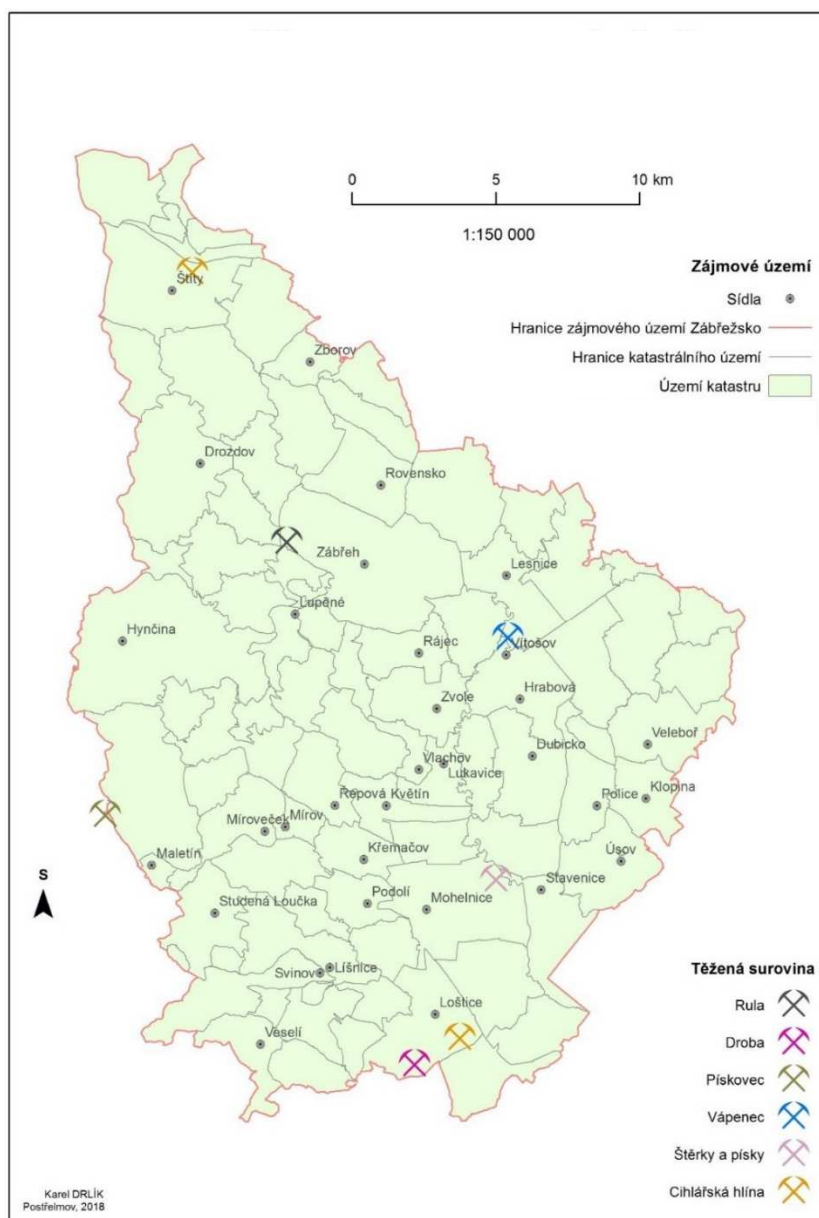 0 5 10 km
1:150 000
Zájmové území
Sídla
Hranice zájmového území Zábřežsko
Hranice katastrálního území
Území katastru
Štíty
Zborov
Drozdov
Rovensko
Zábřeh
Lesnice
Lupěné
Hynčina
Rájec
Vitošov
Zvole
Hrabová
Veleboř
Dubicko
Vlachov
Lukavice
Klopina
Řepová
Květín
Police
Míroveček
Mírov
Maletín
Křemačov
Úsov
Stavenice
Podolí
Mohelnice
Studená Loučka
S
Líšnice
Svinov
Loštice
Veselí
Těžená surovina
Rula
Droba
Pískovec
Vápenec
Štěrky a písky
Cihlářská hlína
Karel DRLÍK
Postřelmov, 2018